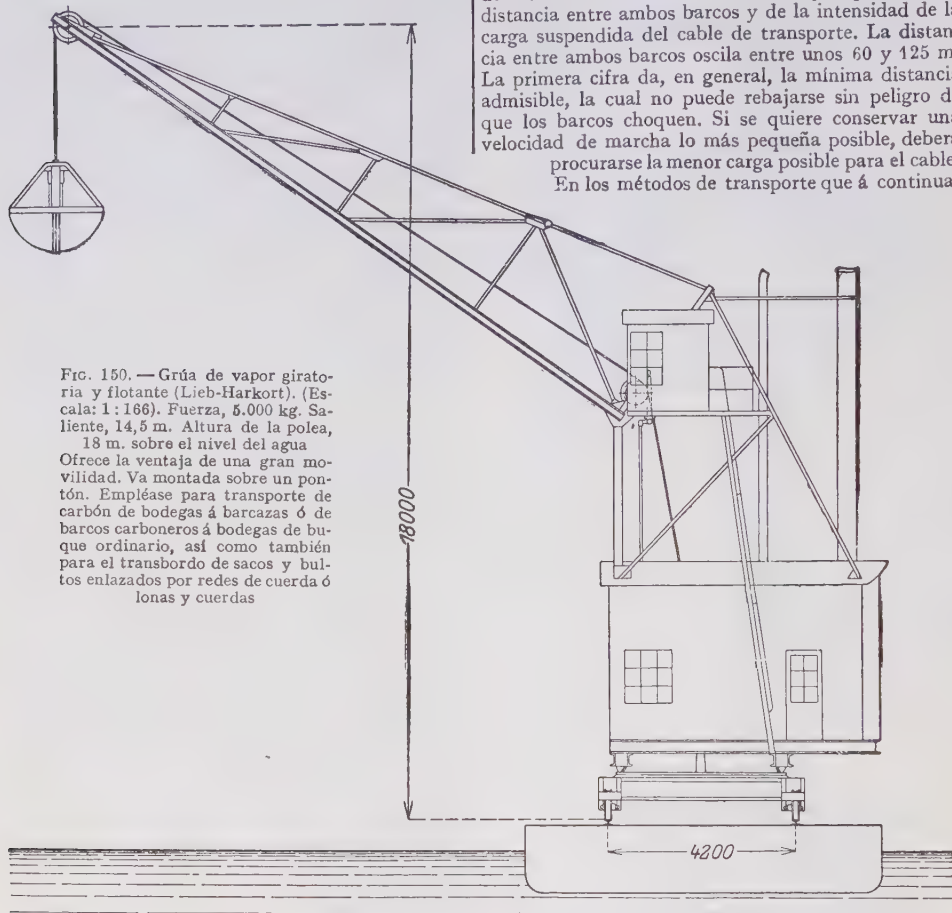 distancia entre ambos barcos y de la intensidad de la
carga suspendida del cable de transporte. La distan
cia entre ambos barcos oscila entre unos 60 y 125 m
La primera cifra da, en general, la mínima distanci
admisible, la cual no puede rebajarse sin peligro d
que los barcos choquen. Si se quiere conservar un
velocidad de marcha lo más pequeña posible, deber
procurarse la menor carga posible para el cable
En los métodos de transporte que á continua
FIG. 150. — Grúa de vapor girato-
ria y flotante (Lieb-Harkort). (Es-
cala: 1 : 166). Fuerza, 5.000 kg. Sa-
liente, 14,5 m. Altura de la polea,
18 m. sobre el nivel del agua
Ofrece la ventaja de una gran mo-
vilidad. Va montada sobre un pon-
tón. Empléase para transporte de
carbón de bodegas á barcazas ó de
barcos carboneros á bodegas de bu-
que ordinario, así como también
para el transbordo de sacos y bul-
tos enlazados por redes de cuerda ó
lonas y cuerdas
18000
4200